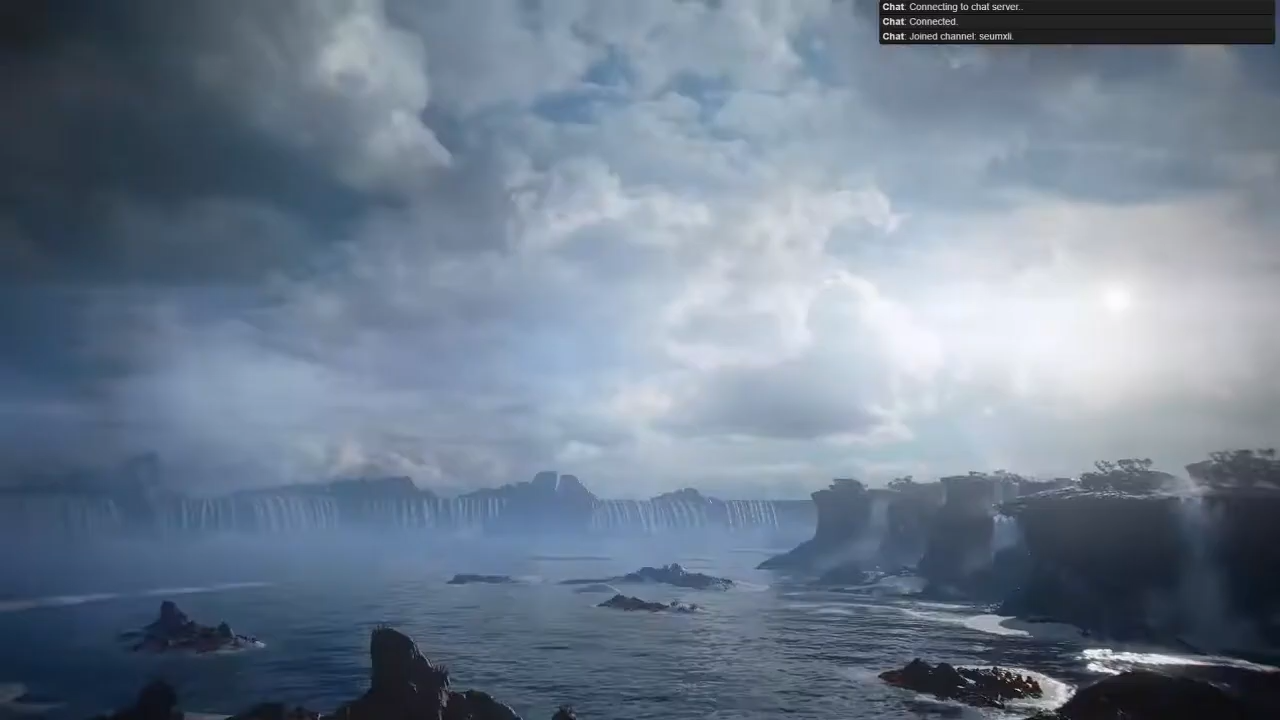 Chat: Connecting to chat server..
Chat: Connected.
Chat: Joined channel: seumxli.